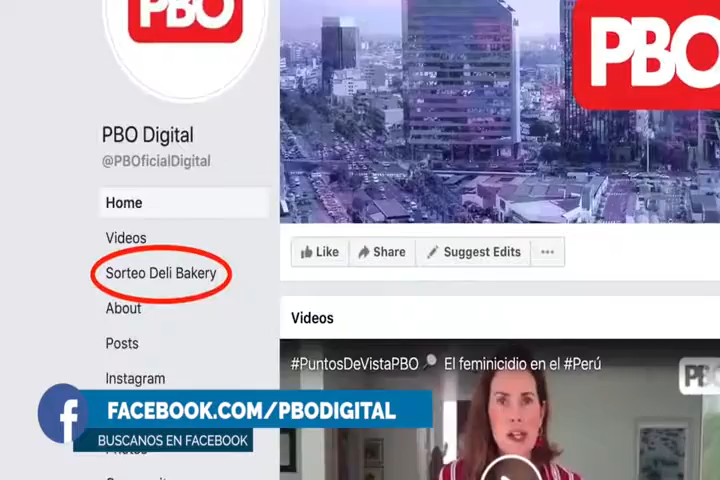 PBO
PBO
PBO Digital
@PBOficialDigital
Home
Videos
Sorteo Deli Bakery
About
Posts
Instagram
Like
Share
Suggest Edits
Videos
#PuntosDeVistaPBO El feminicidio en el #Perú
PBO
FACEBOOK.COM/PBODIGITAL
BUSCANOS EN FACEBOOK